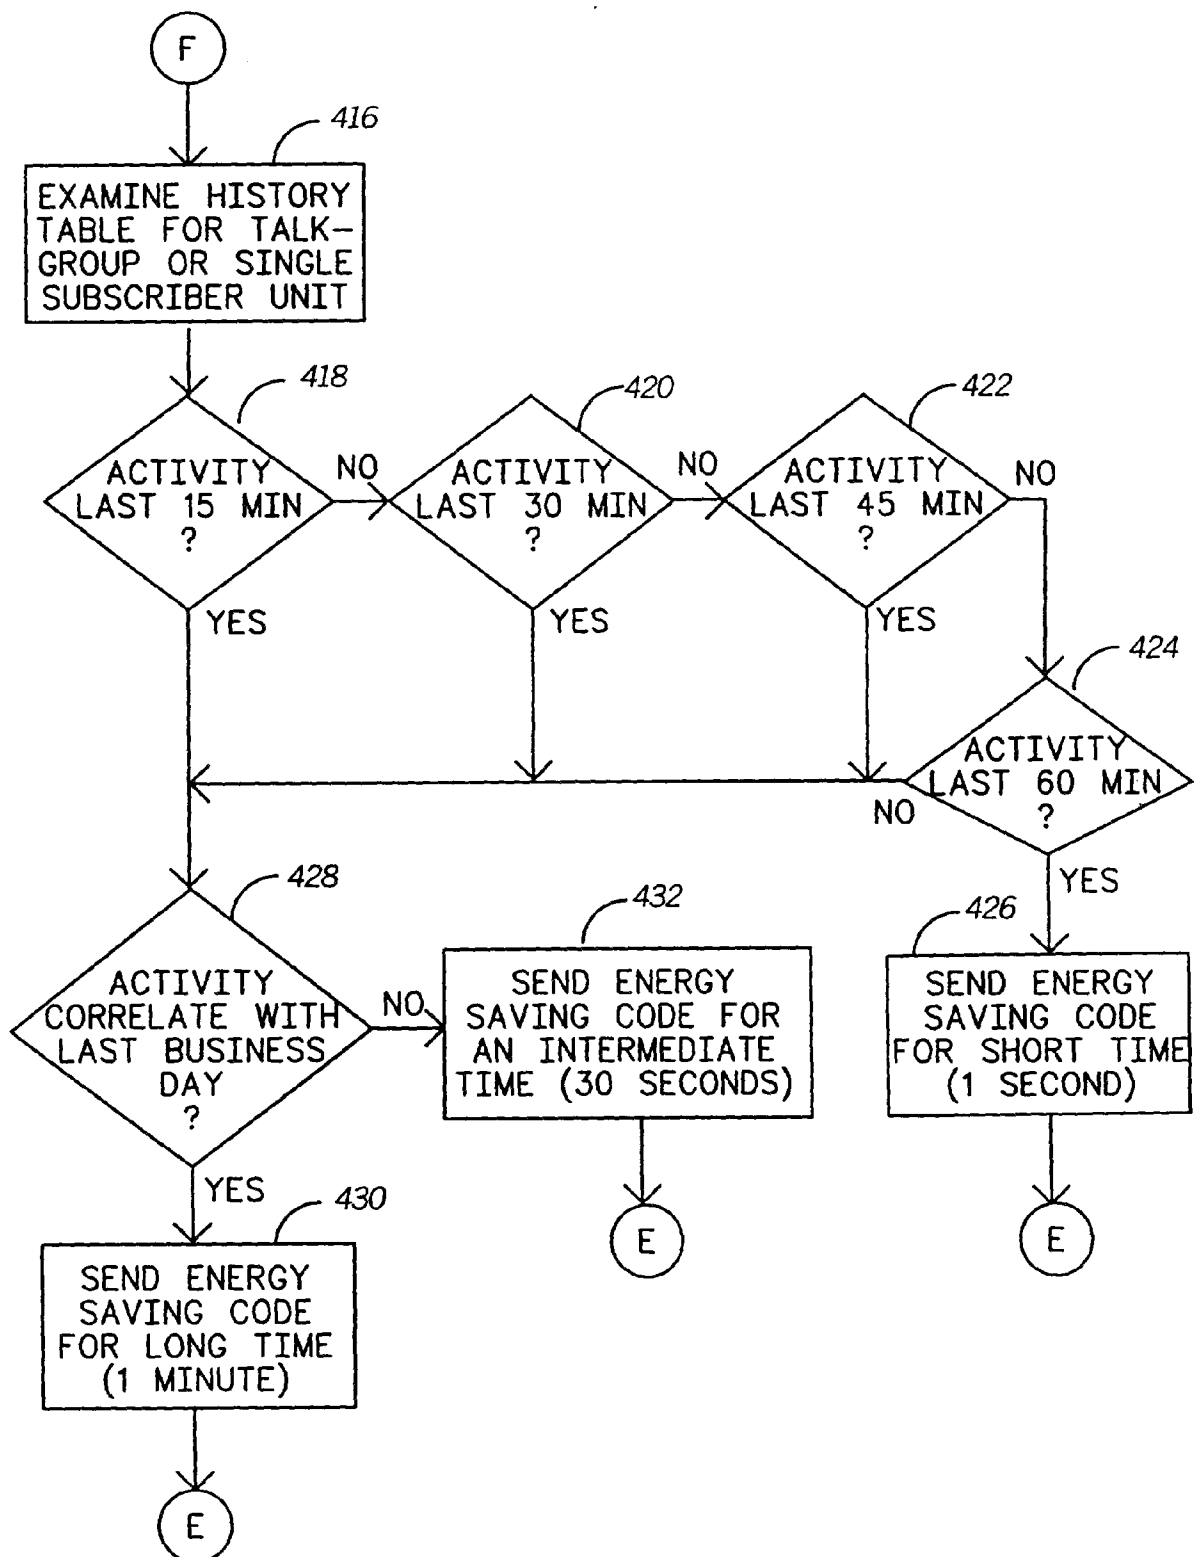 F
416
EXAMINE HISTORY
TABLE FOR TALK-
GROUP OR SINGLE
SUBSCRIBER UNIT
418
ACTIVITY
LAST 15 MIN
?
NO
YES
420
ACTIVITY
LAST 30 MIN
?
NO
YES
422
ACTIVITY
LAST 45 MIN
?
NO
YES
424
ACTIVITY
LAST 60 MIN
?
NO
YES
428
ACTIVITY
CORRELATE WITH
LAST BUSINESS
DAY
?
NO
YES
432
SEND ENERGY
SAVING CODE FOR
AN INTERMEDIATE
TIME (30 SECONDS)
E
426
SEND ENERGY
SAVING CODE
FOR SHORT TIME
(1 SECOND)
E
430
SEND ENERGY
SAVING CODE
FOR LONG TIME
(1 MINUTE)
E